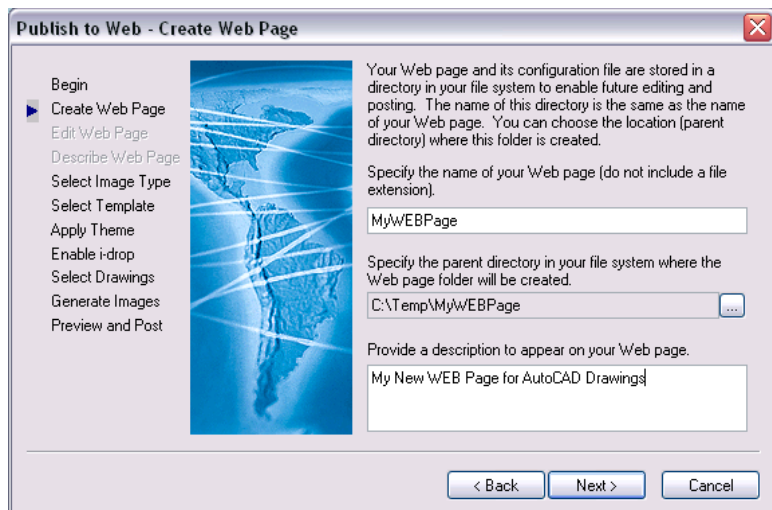 Publish to Web - Create Web Page
Begin
Create Web Page
Edit Web Page
Describe Web Page
Select Image Type
Select Template
Apply Theme
Enable i-drop
Select Drawings
Generate Images
Preview and Post
Your Web page and its configuration file are stored in a
directory in your file system to enable future editing and
posting. The name of this directory is the same as the name
of your Web page. You can choose the location (parent
directory) where this folder is created.
Specify the name of your Web page (do not include a file
extension).
MyWEBPage
Specify the parent directory in your file system where the
Web page folder will be created.
C:\Temp\MyWEBPage
...
Provide a description to appear on your Web page.
My New WEB Page for AutoCAD Drawings
< Back
Next >
Cancel